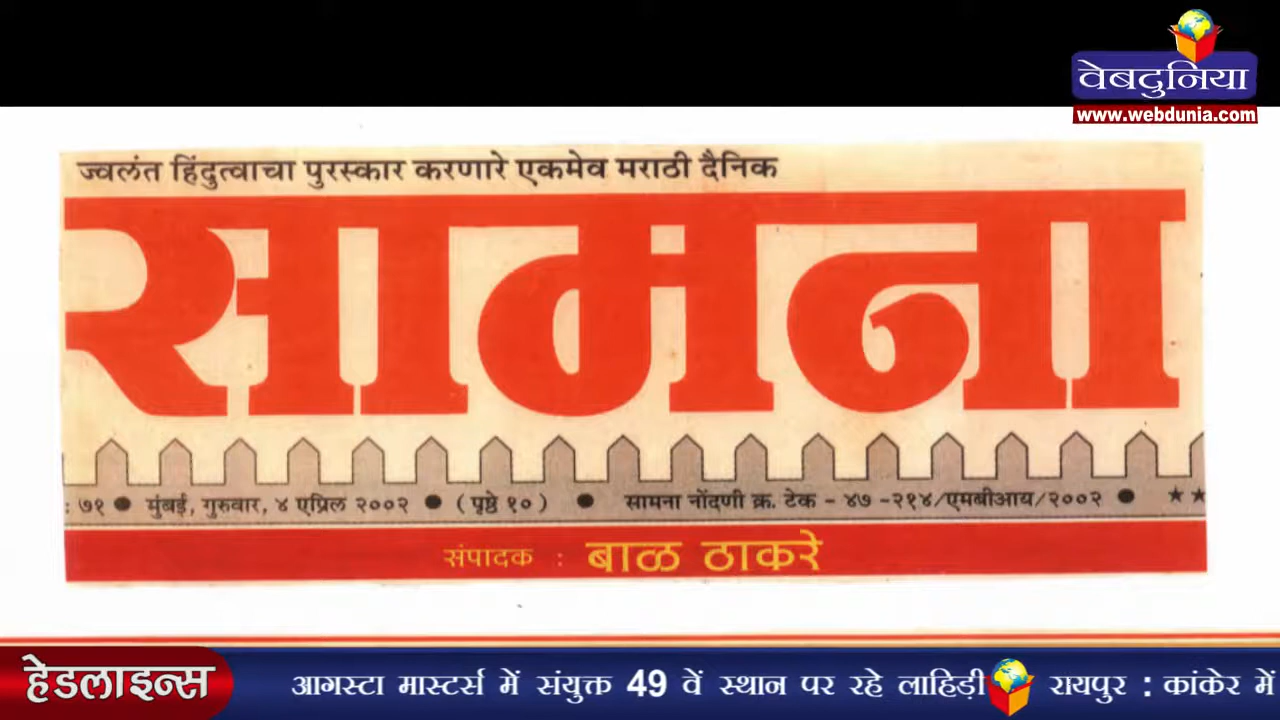 वेबदुनिया
www.webdunia.com
ज्वलंत हिंदुत्वाचा पुरस्कार करणारे एकमेव मराठी दैनिक
सामना
: ७१ ● मुंबई, गुरुवार, ४ एप्रिल २००२ ● ( पृष्ठे १० ) ● सामना नोंदणी क्र. टेक - ४७ -२१४/एमबीआय/२००२ ● ★★
संपादक : बाळ ठाकरे
हेडलाइन्स
आगस्टा मास्टर्स में संयुक्त 49 वें स्थान पर रहे लाहिड़ी रायपुर : कांकेर में